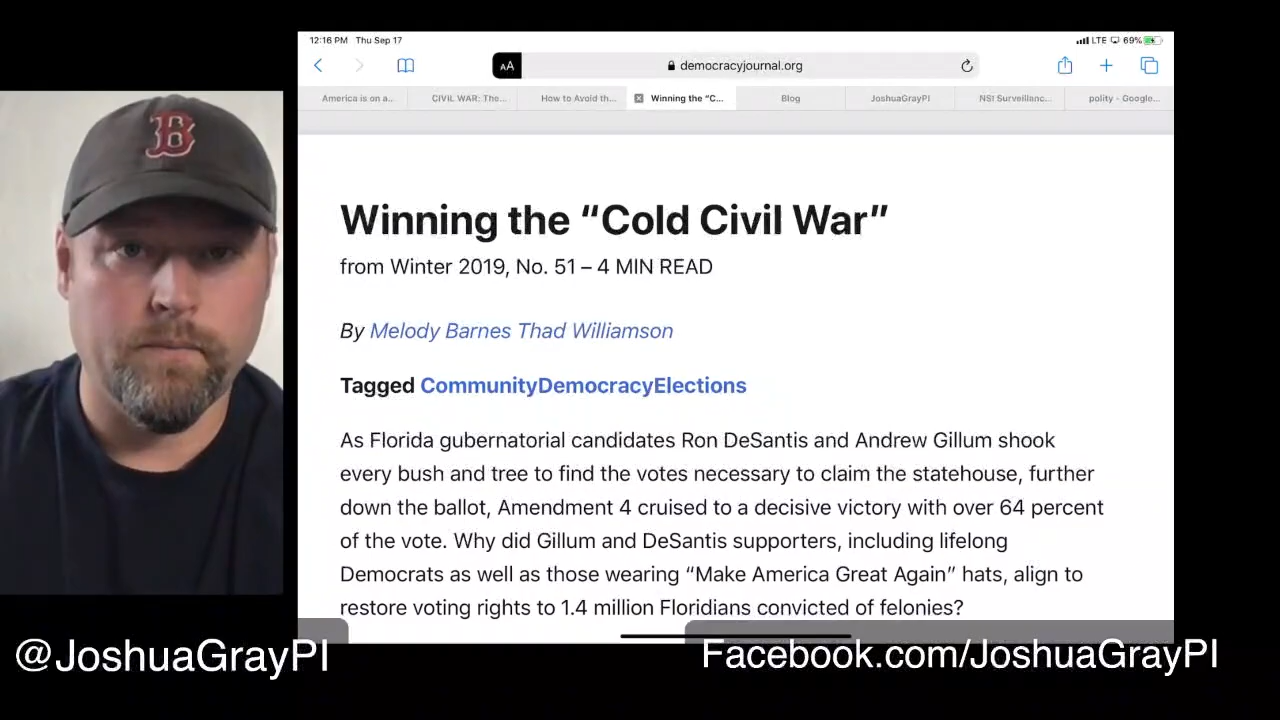 12:16 PM Thu Sep 17
LTE 69%
AA democracyjournal.org
America is on a... CIVIL WAR: The... How to Avoid th... Winning the “C... Blog JoshuaGrayPI NSI Surveillanc... polity - Google...
B
Winning the “Cold Civil War”
from Winter 2019, No. 51 – 4 MIN READ
By Melody Barnes Thad Williamson
Tagged CommunityDemocracyElections
As Florida gubernatorial candidates Ron DeSantis and Andrew Gillum shook
every bush and tree to find the votes necessary to claim the statehouse, further
down the ballot, Amendment 4 cruised to a decisive victory with over 64 percent
of the vote. Why did Gillum and DeSantis supporters, including lifelong
Democrats as well as those wearing “Make America Great Again” hats, align to
restore voting rights to 1.4 million Floridians convicted of felonies?
@JoshuaGrayPI
Facebook.com/JoshuaGrayPI